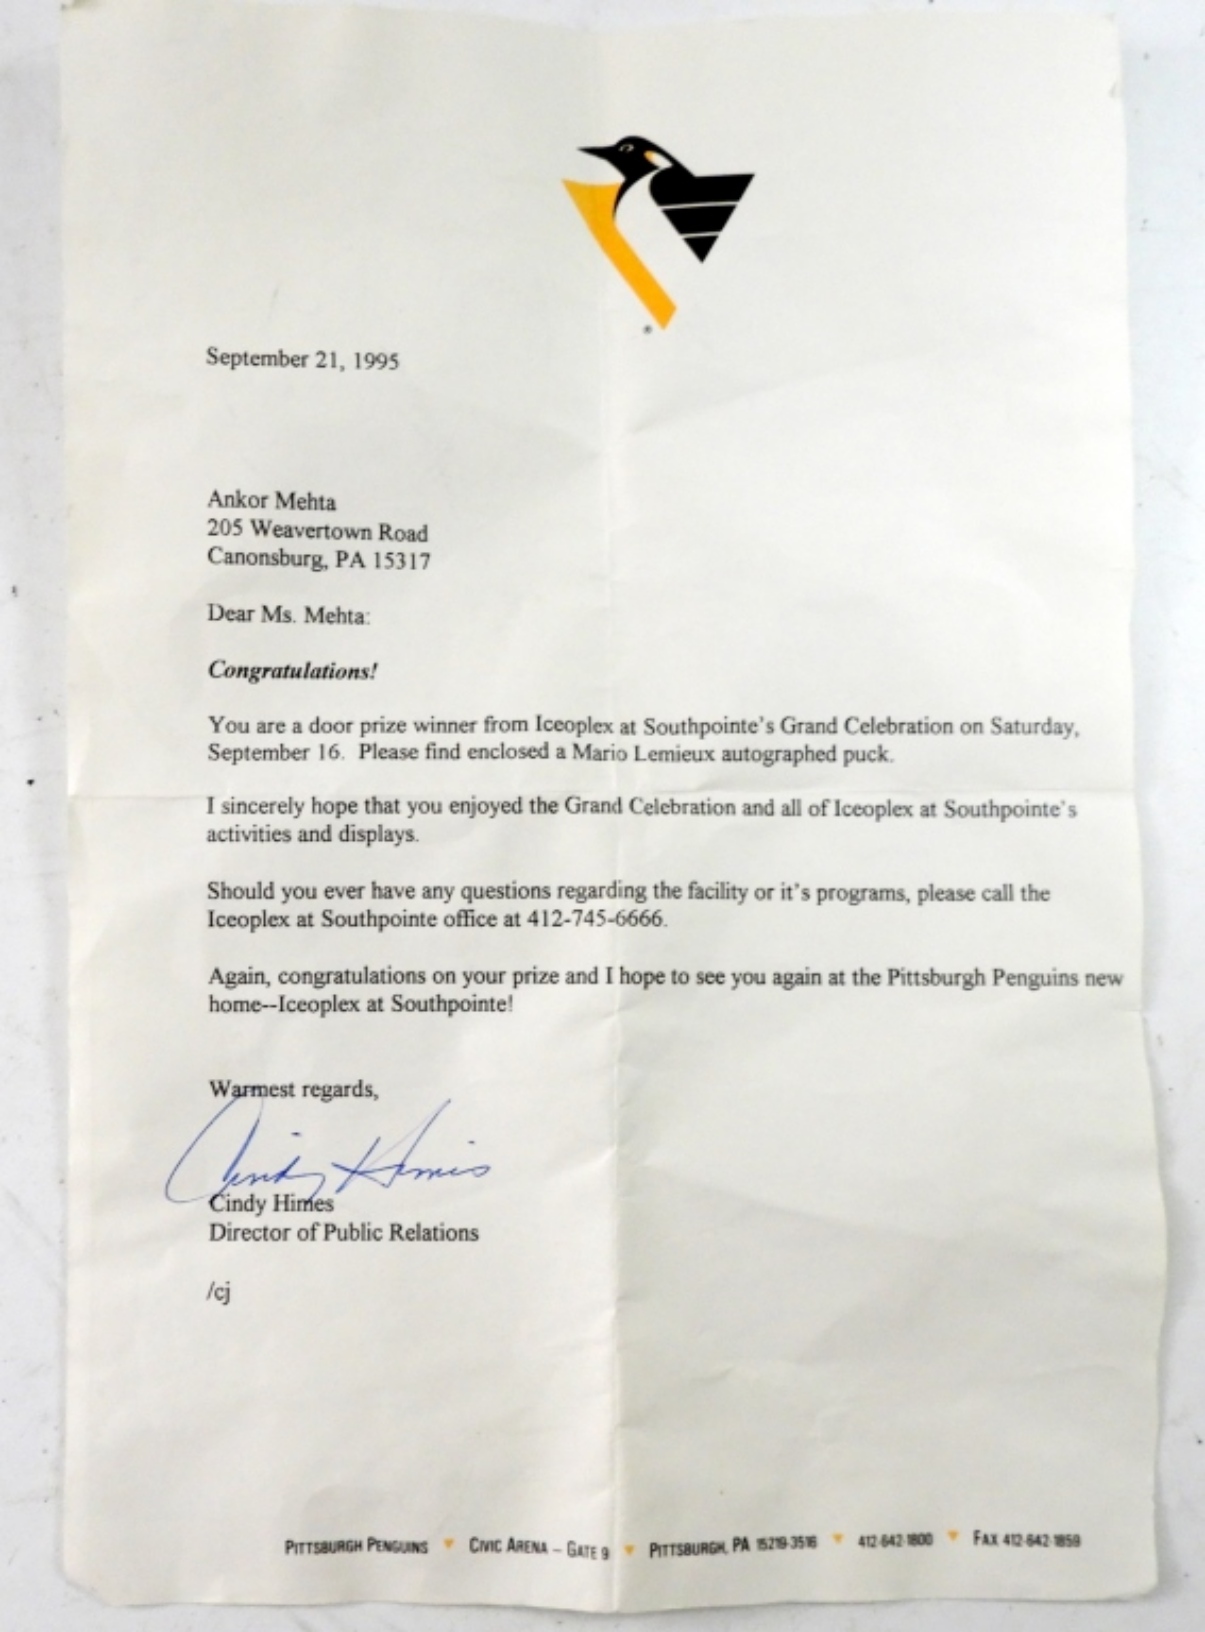 September 21, 1995
Ankor Mehta
205 Weavertown Road
Canonsburg, PA 15317
Dear Ms. Mehta:
Congratulations!
You are a door prize winner from Iceoplex at Southpointe's Grand Celebration on Saturday,
September 16. Please find enclosed a Mario Lemieux autographed puck.
I sincerely hope that you enjoyed the Grand Celebration and all of Iceoplex at Southpointe's
activities and displays.
Should you ever have any questions regarding the facility or it's programs, please call the
Iceoplex at Southpointe office at 412-745-6666.
Again, congratulations on your prize and I hope to see you again at the Pittsburgh Penguins new
home--Iceoplex at Southpointe!
Warmest regards,
Cindy Himes
Cindy Himes
Director of Public Relations
/cj
PITTSBURGH PENGUINS ▼ CIVIC ARENA – GATE 9 ▼ PITTSBURGH, PA 15219-3516 ▼ 412-642-1800 ▼ FAX 412-642-1859